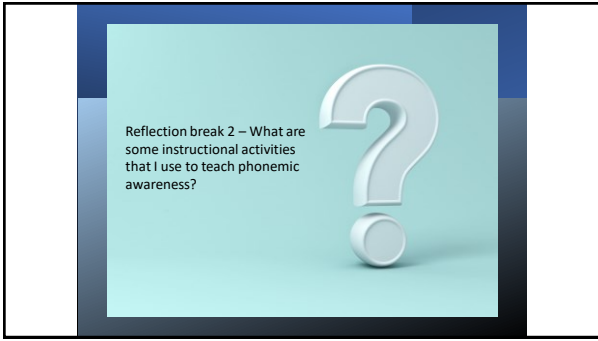 Reflection break 2 – What are
some instructional activities
that I use to teach phonemic
awareness?